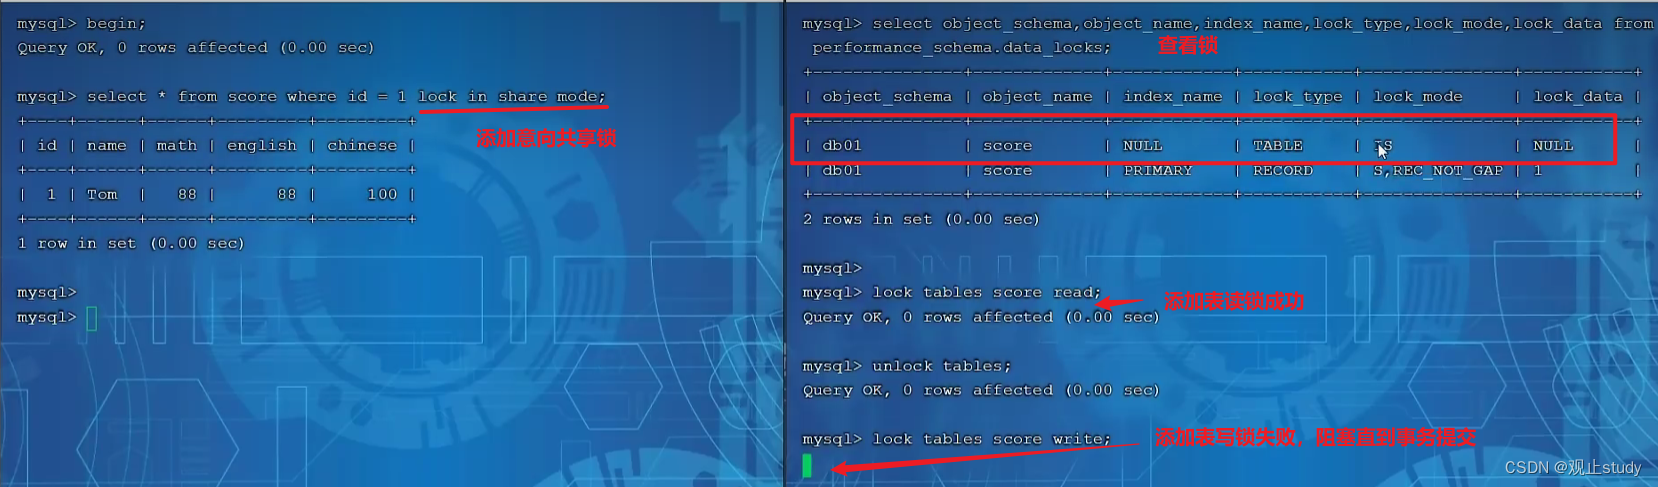 mysql> begin;
Query OK, 0 rows affected (0.00 sec)
mysql> select * from score where id = 1 lock in share mode;
添加意向共享锁
+----+------+------+---------+---------+
| id | name | math | english | chinese |
+----+------+------+---------+---------+
|  1 | Tom  |   88 |      88 |     100 |
+----+------+------+---------+---------+
1 row in set (0.00 sec)
mysql>
mysql>
mysql> select object_schema,object_name,index_name,lock_type,lock_mode,lock_data from
performance_schema.data_locks;
查看锁
+---------------+-------------+------------+-----------+---------------+-----------+
| object_schema | object_name | index_name | lock_type | lock_mode     | lock_data |
+---------------+-------------+------------+-----------+---------------+-----------+
| db01          | score       | NULL       | TABLE     | IS            | NULL      |
| db01          | score       | PRIMARY    | RECORD    | S,REC_NOT_GAP | 1         |
+---------------+-------------+------------+-----------+---------------+-----------+
2 rows in set (0.00 sec)
mysql>
mysql> lock tables score read;
添加表读锁成功
Query OK, 0 rows affected (0.00 sec)
mysql> unlock tables;
Query OK, 0 rows affected (0.00 sec)
mysql> lock tables score write;
添加表写锁失败，阻塞直到事务提交
CSDN @观止study